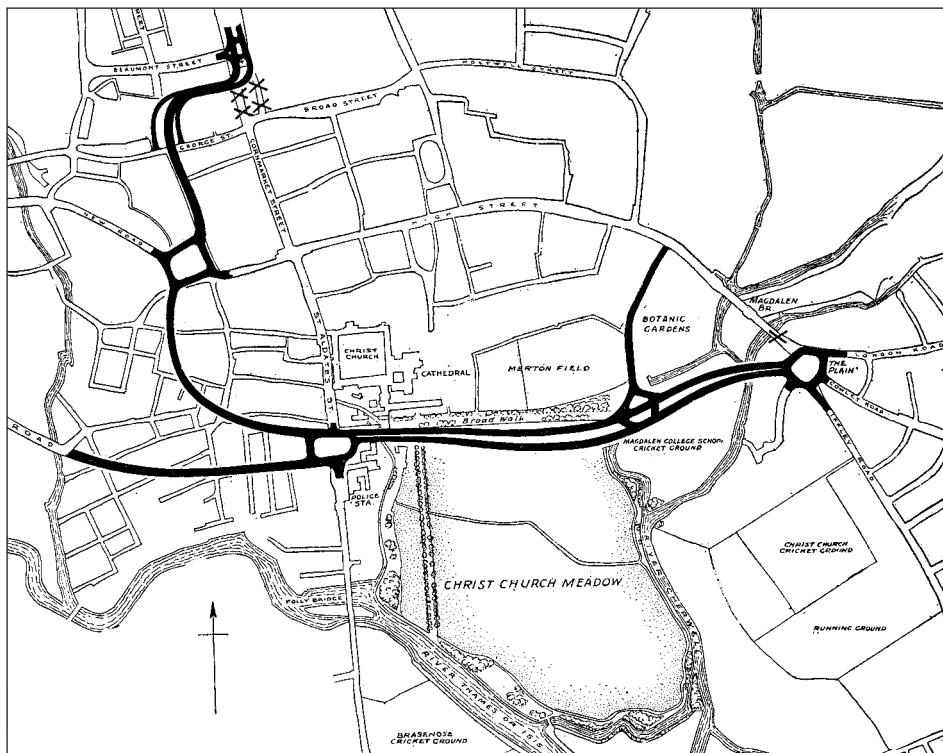 BEAUMONT STREET
HOLYWELL STREET
BROAD STREET
GEORGE ST.
CORNMARKET STREET
HIGH STREET
NEW ROAD
MAGDALEN
BR.
BOTANIC
GARDENS
ST ALDATES ST.
CHRIST
CHURCH
CATHEDRAL
MERTON FIELD
LONDON ROAD
'THE
PLAIN'
COWLEY ROAD
IFFLEY ROAD
Broad Walk
ROAD
MAGDALEN COLLEGE SCHOOL
CRICKET GROUND
POLICE
STA.
RIVER CHERWELL
CHRIST CHURCH
CRICKET GROUND
CHRIST CHURCH MEADOW
FOLLY BRIDGE
RUNNING GROUND
RIVER THAMES OR ISIS
BRASENOSE
CRICKET GROUND